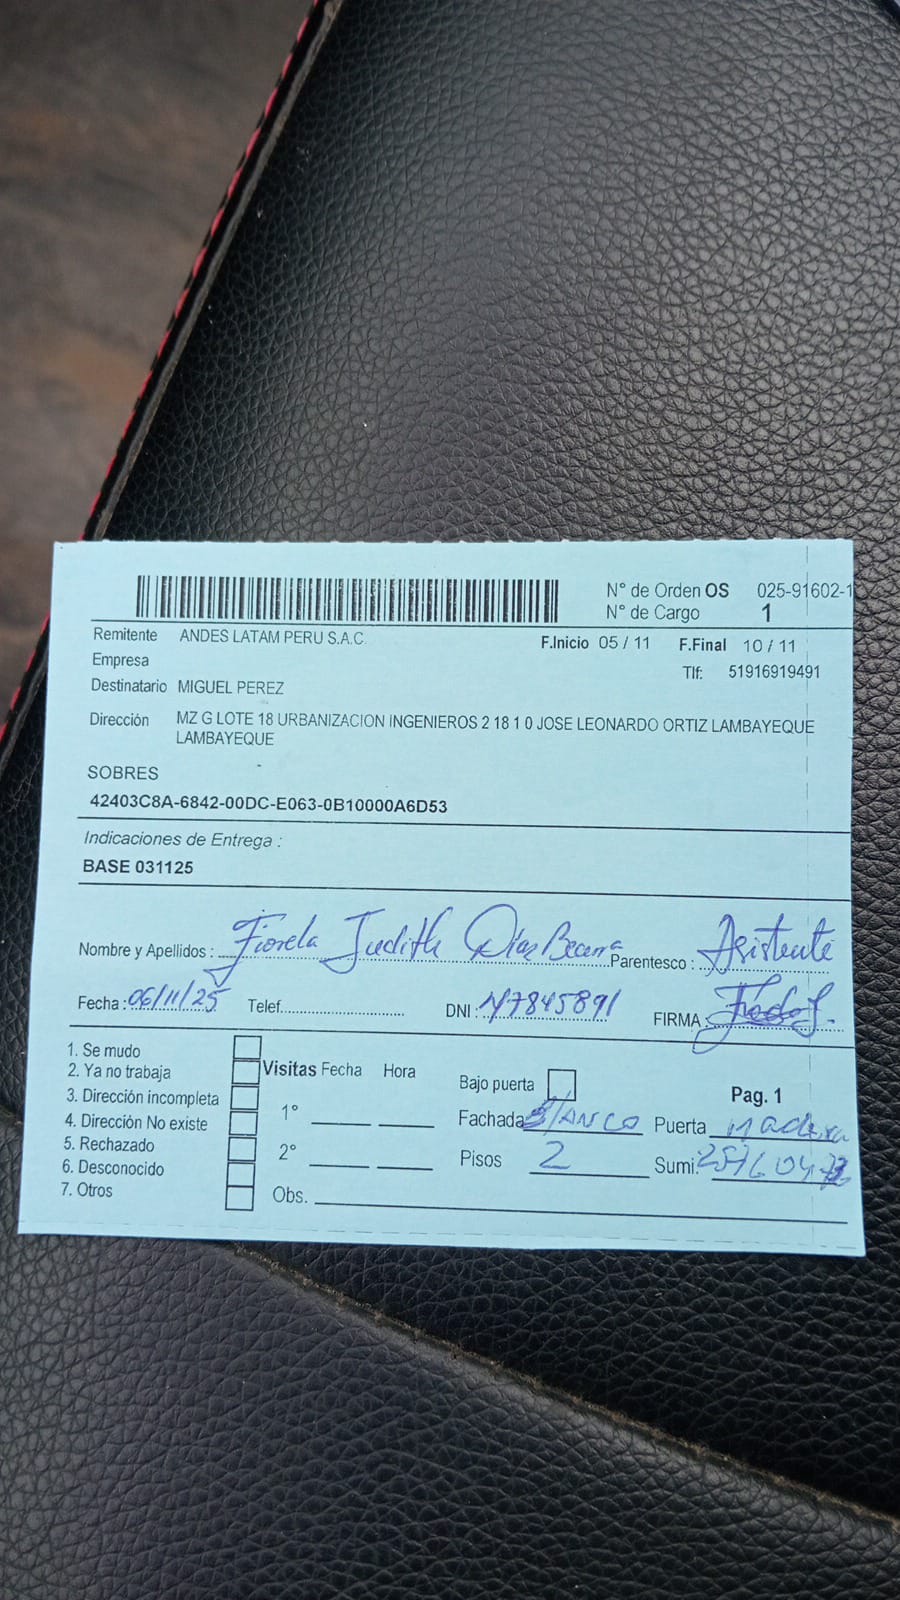 N° de Orden OS 025-91602-1
N° de Cargo 1
Remitente ANDES LATAM PERU S.A.C.
F.Inicio 05 / 11 F.Final 10 / 11
Empresa
Tlf: 51916919491
Destinatario MIGUEL PEREZ
Dirección MZ G LOTE 18 URBANIZACION INGENIEROS 2 18 1 0 JOSE LEONARDO ORTIZ LAMBAYEQUE
LAMBAYEQUE
SOBRES
42403C8A-6842-00DC-E063-0B10000A6D53
Indicaciones de Entrega :
BASE 031125
Nombre y Apellidos : Fiorela Judith Días Becerra Parentesco : Asistente
Fecha : 06/11/25 Telef. DNI : 47845891 FIRMA :
1. Se mudo
2. Ya no trabaja
3. Dirección incompleta
4. Dirección No existe
5. Rechazado
6. Desconocido
7. Otros
Visitas Fecha Hora
1°
2°
Obs.
Bajo puerta
Pag. 1
Fachada BLANCO Puerta Madera
Pisos 2 Sumi: